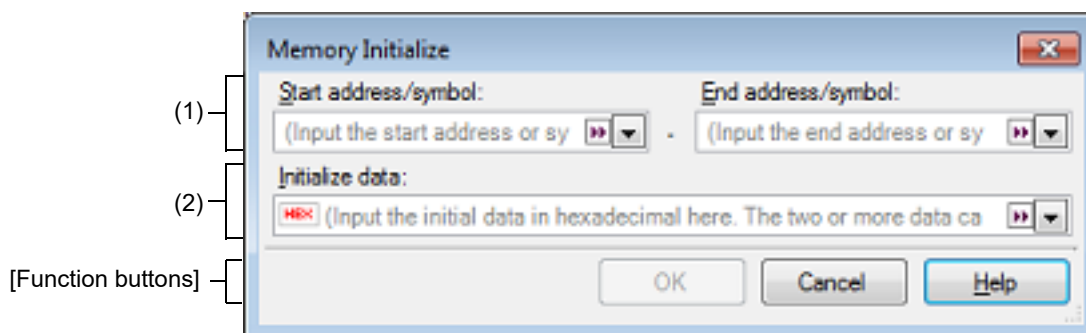 Memory Initialize
(1)
Start address/symbol: End address/symbol:
(Input the start address or sy - (Input the end address or sy
(2)
Initialize data:
HEX (Input the initial data in hexadecimal here. The two or more data ca
[Function buttons]
OK Cancel Help